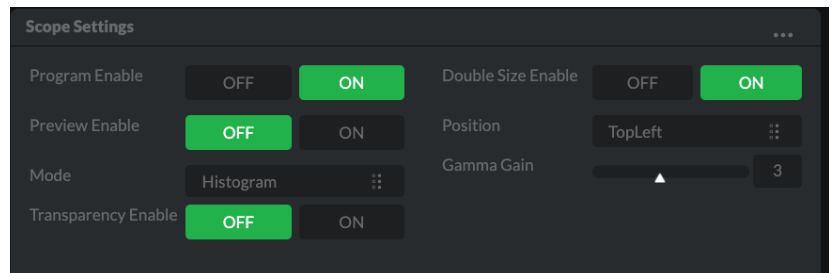 Scope Settings
...
Program Enable OFF ON
Double Size Enable OFF ON
Preview Enable OFF ON
Position TopLeft
Mode Histogram
Gamma Gain 3
Transparency Enable OFF ON